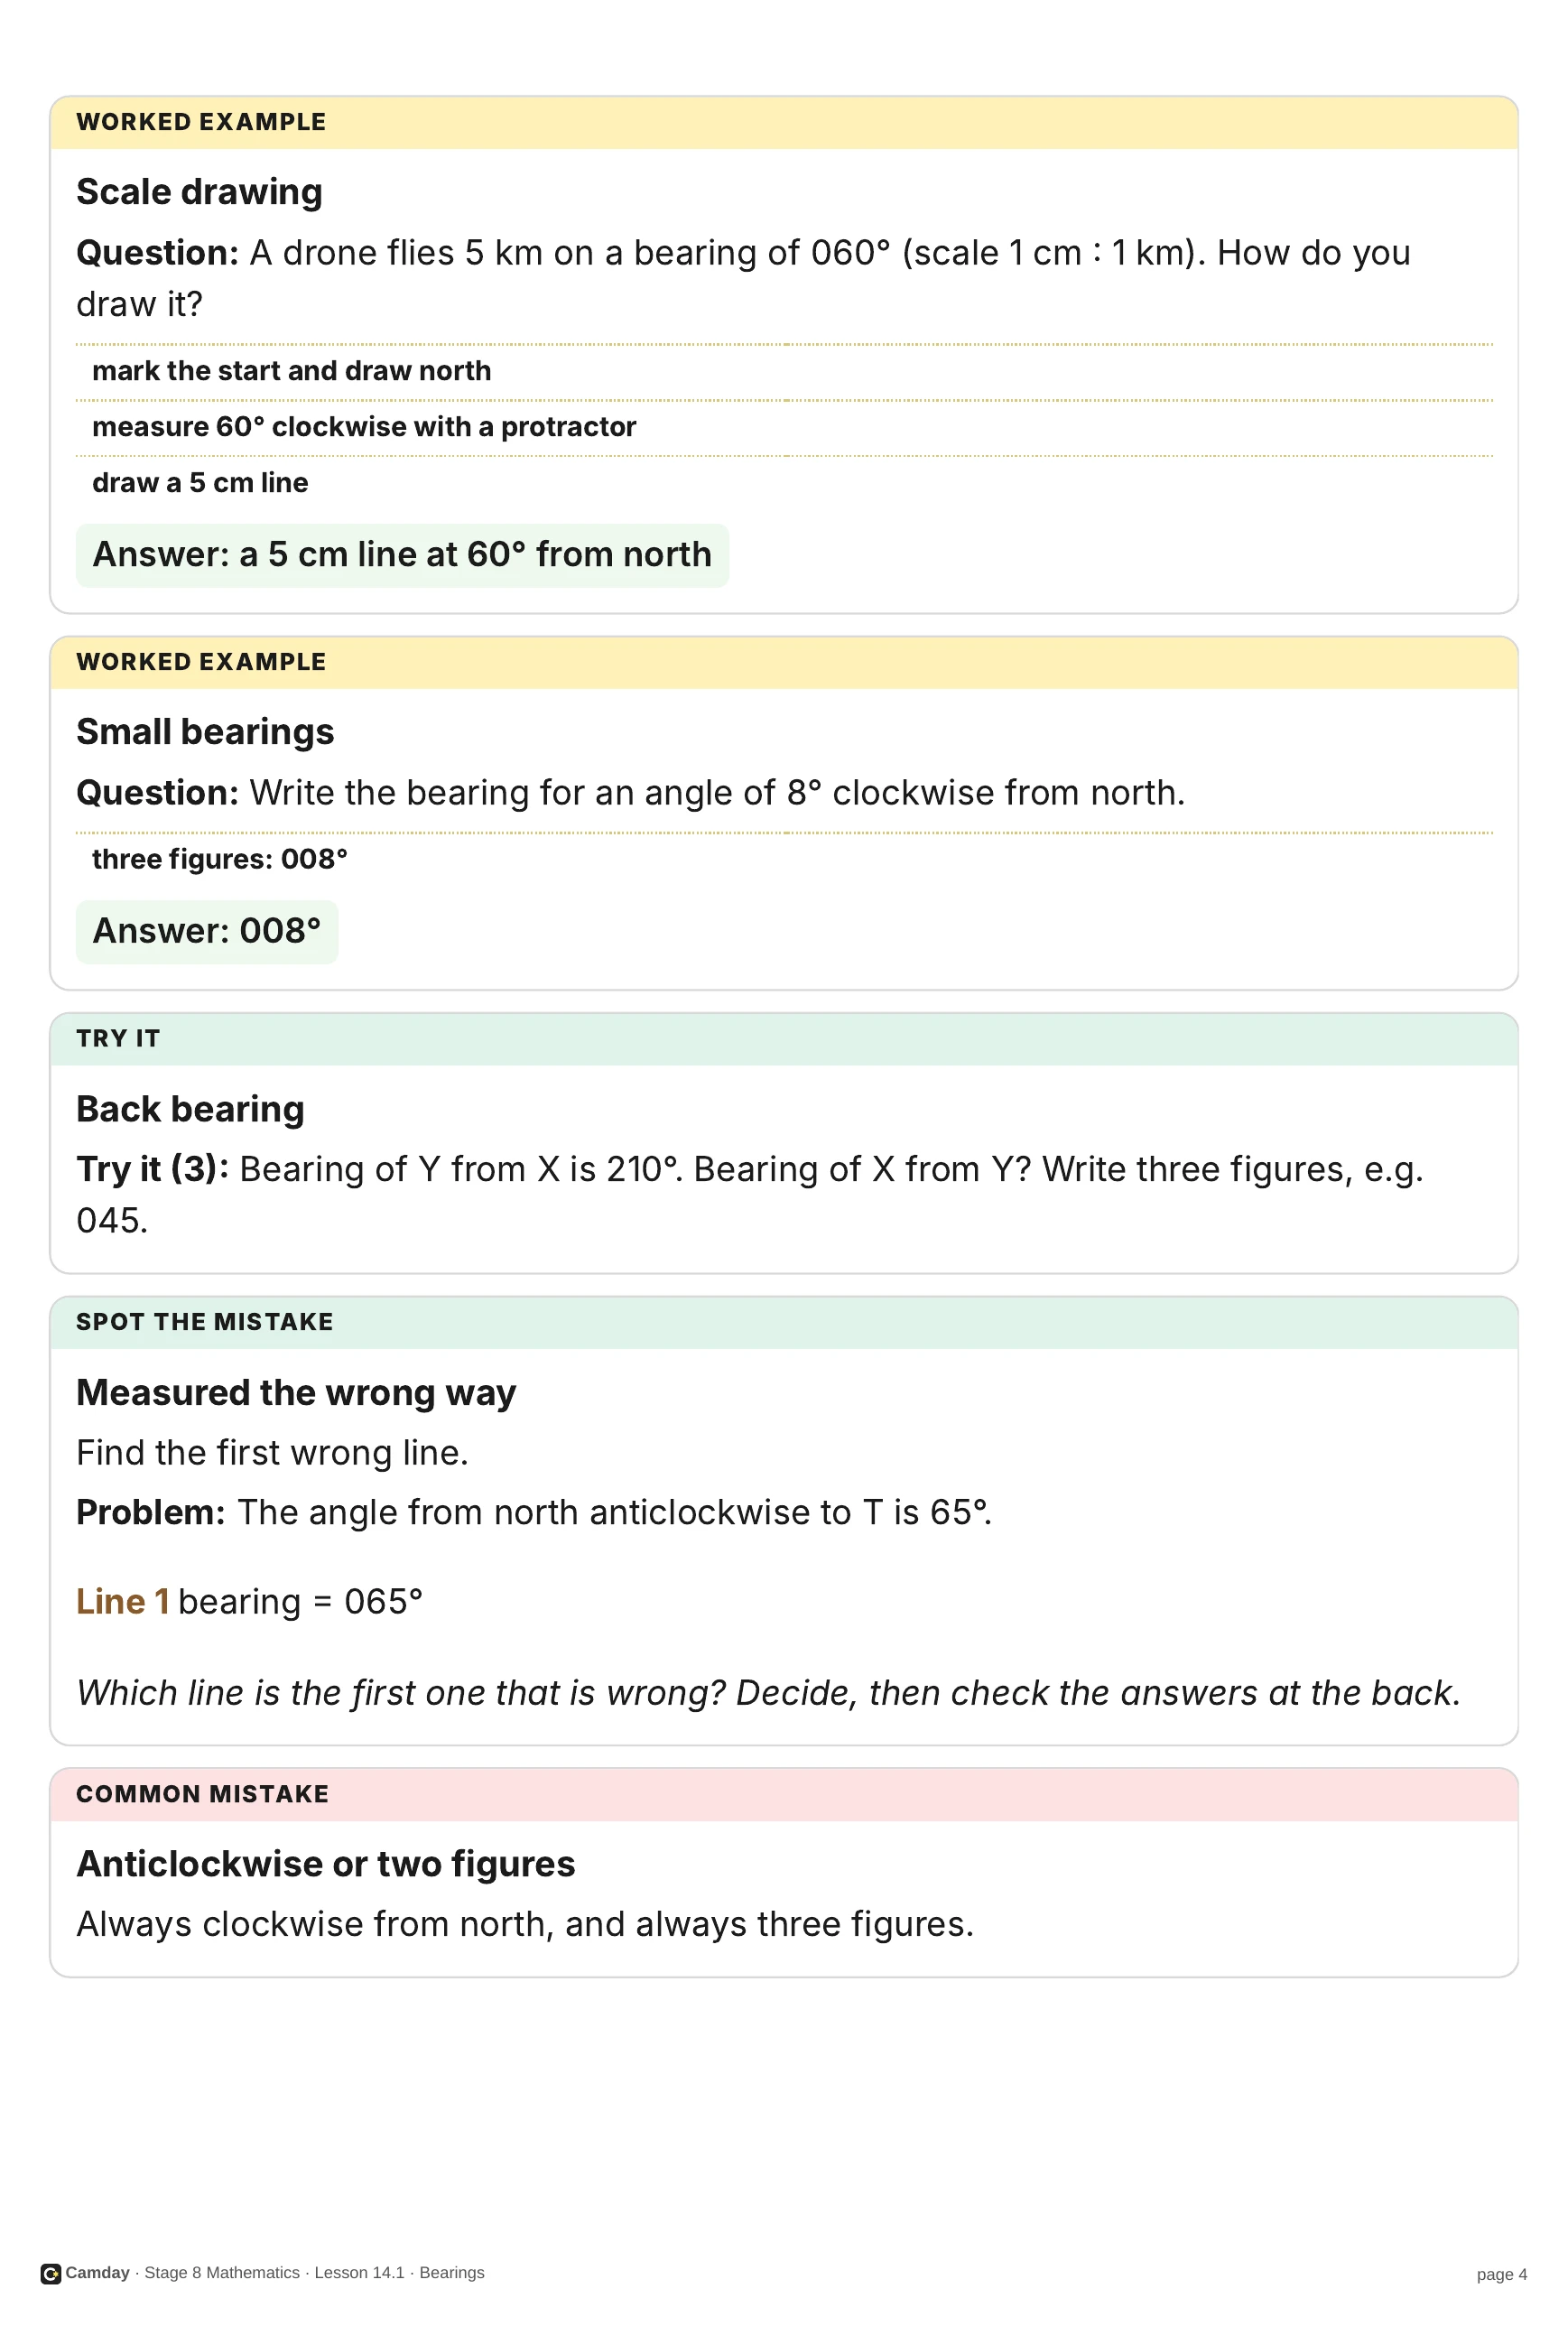 WORKED EXAMPLE
Scale drawing
Question: A drone flies 5 km on a bearing of 060° (scale 1 cm : 1 km). How do you
draw it?
mark the start and draw north
measure 60° clockwise with a protractor
draw a 5 cm line
Answer: a 5 cm line at 60° from north
WORKED EXAMPLE
Small bearings
Question: Write the bearing for an angle of 8° clockwise from north.
three figures: 008°
Answer: 008°
TRY IT
Back bearing
Try it (3): Bearing of Y from X is 210°. Bearing of X from Y? Write three figures, e.g.
045.
SPOT THE MISTAKE
Measured the wrong way
Find the first wrong line.
Problem: The angle from north anticlockwise to T is 65°.
Line 1 bearing = 065°
Which line is the first one that is wrong? Decide, then check the answers at the back.
COMMON MISTAKE
Anticlockwise or two figures
Always clockwise from north, and always three figures.
Camday · Stage 8 Mathematics · Lesson 14.1 · Bearings
page 4